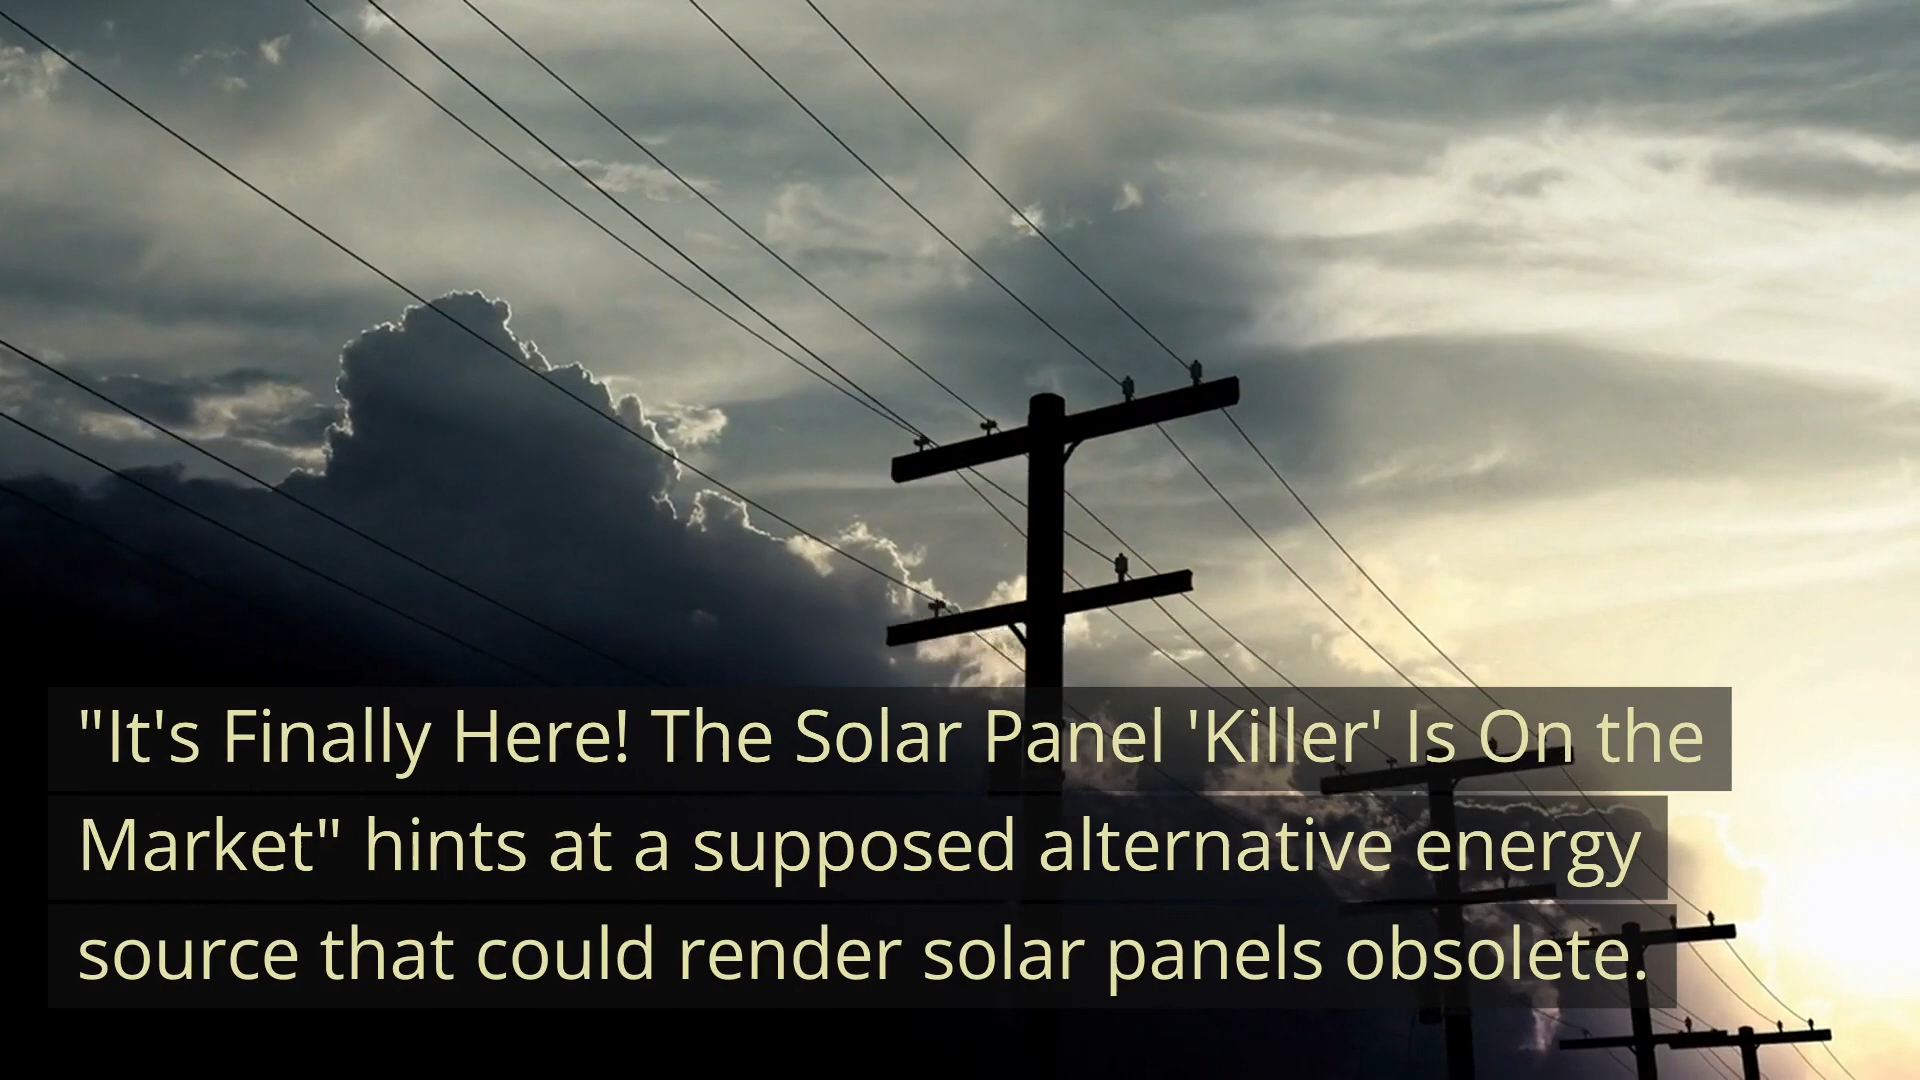 "It's Finally Here! The Solar Panel 'Killer' Is On the
Market" hints at a supposed alternative energy
source that could render solar panels obsolete.